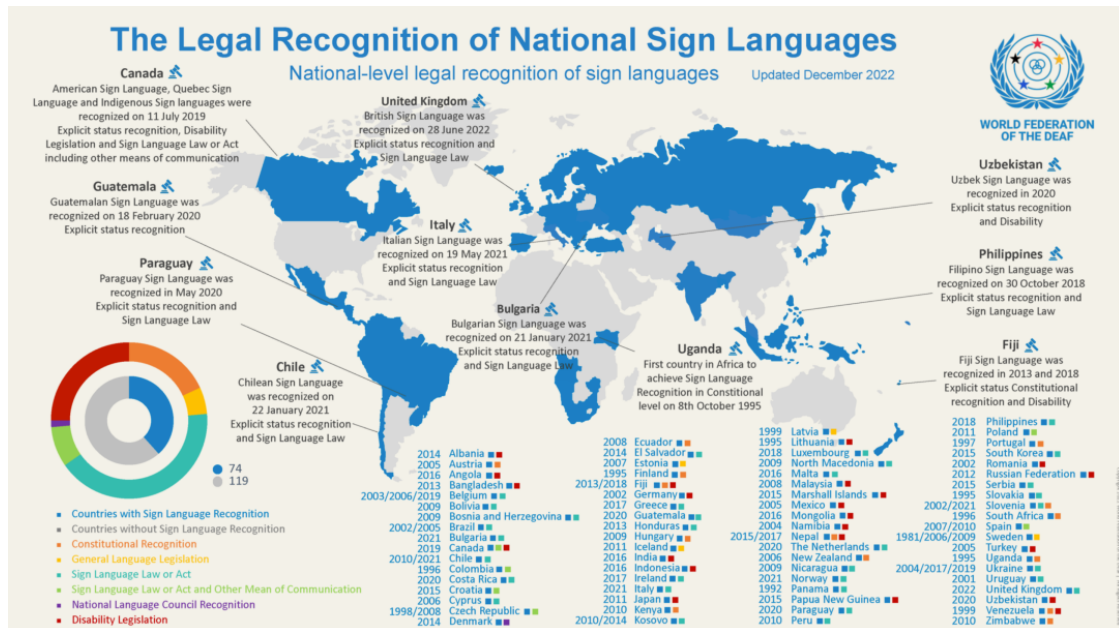 The Legal Recognition of National Sign Languages
National-level legal recognition of sign languages
Updated December 2022
WORLD FEDERATION
OF THE DEAF
Canada
American Sign Language, Quebec Sign
Language and Indigenous Sign languages were
recognized on 11 July 2019
Explicit status recognition, Disability
Legislation and Sign Language Law or Act
including other means of communication
United Kingdom
British Sign Language was
recognized on 28 June 2022
Explicit status recognition and
Sign Language Law
Uzbekistan
Uzbek Sign Language was
recognized in 2020
Explicit status recognition
and Disability
Guatemala
Guatemalan Sign Language was
recognized on 18 February 2020
Explicit status recognition
Italy
Italian Sign Language was
recognized on 19 May 2021
Explicit status recognition
and Sign Language Law
Philippines
Filipino Sign Language was
recognized on 30 October 2018
Explicit status recognition and
Sign Language Law
Paraguay
Paraguay Sign Language was
recognized in May 2020
Explicit status recognition and
Sign Language Law
Bulgaria
Bulgarian Sign Language was
recognized on 21 January 2021
Explicit status recognition
and Sign Language Law
Uganda
First country in Africa to
achieve Sign Language
Recognition in Constitional
level on 8th October 1995
Fiji
Fiji Sign Language was
recognized in 2013 and 2018
Explicit status Constitutional
recognition and Disability
Chile
Chilean Sign Language
was recognized on
22 January 2021
Explicit status recognition
and Sign Language Law
74
119
Countries with Sign Language Recognition
Countries without Sign Language Recognition
Constitutional Recognition
General Language Legislation
Sign Language Law or Act
Sign Language Law or Act and Other Mean of Communication
National Language Council Recognition
Disability Legislation
2014 Albania
2005 Austria
2016 Angola
2013 Bangladesh
2003/2006/2019 Belgium
2009 Bolivia
2009 Bosnia and Herzegovina
2002/2005 Brazil
2021 Bulgaria
2019 Canada
2010/2021 Chile
1996 Colombia
2020 Costa Rica
2015 Croatia
2006 Cyprus
1998/2008 Czech Republic
2014 Denmark
2008 Ecuador
2014 El Salvador
2007 Estonia
1995 Finland
2013/2018 Fiji
2002 Germany
2017 Greece
2020 Guatemala
2013 Honduras
2009 Hungary
2011 Iceland
2016 India
2016 Indonesia
2017 Ireland
2021 Italy
2011 Japan
2010 Kenya
2010/2014 Kosovo
1999 Latvia
1995 Lithuania
2018 Luxembourg
2009 North Macedonia
2016 Malta
2008 Malaysia
2015 Marshall Islands
2005 Mexico
2016 Mongolia
2004 Namibia
2015/2017 Nepal
2020 The Netherlands
2006 New Zealand
2009 Nicaragua
2021 Norway
1992 Panama
2015 Papua New Guinea
2020 Paraguay
2010 Peru
2018 Philippines
2011 Poland
1997 Portugal
2015 South Korea
2002 Romania
2012 Russian Federation
2015 Serbia
1995 Slovakia
2002/2021 Slovenia
1996 South Africa
2007/2010 Spain
1981/2006/2009 Sweden
2005 Turkey
1995 Uganda
2004/2017/2019 Ukraine
2001 Uruguay
2022 United Kingdom
2020 Uzbekistan
1999 Venezuela
2010 Zimbabwe